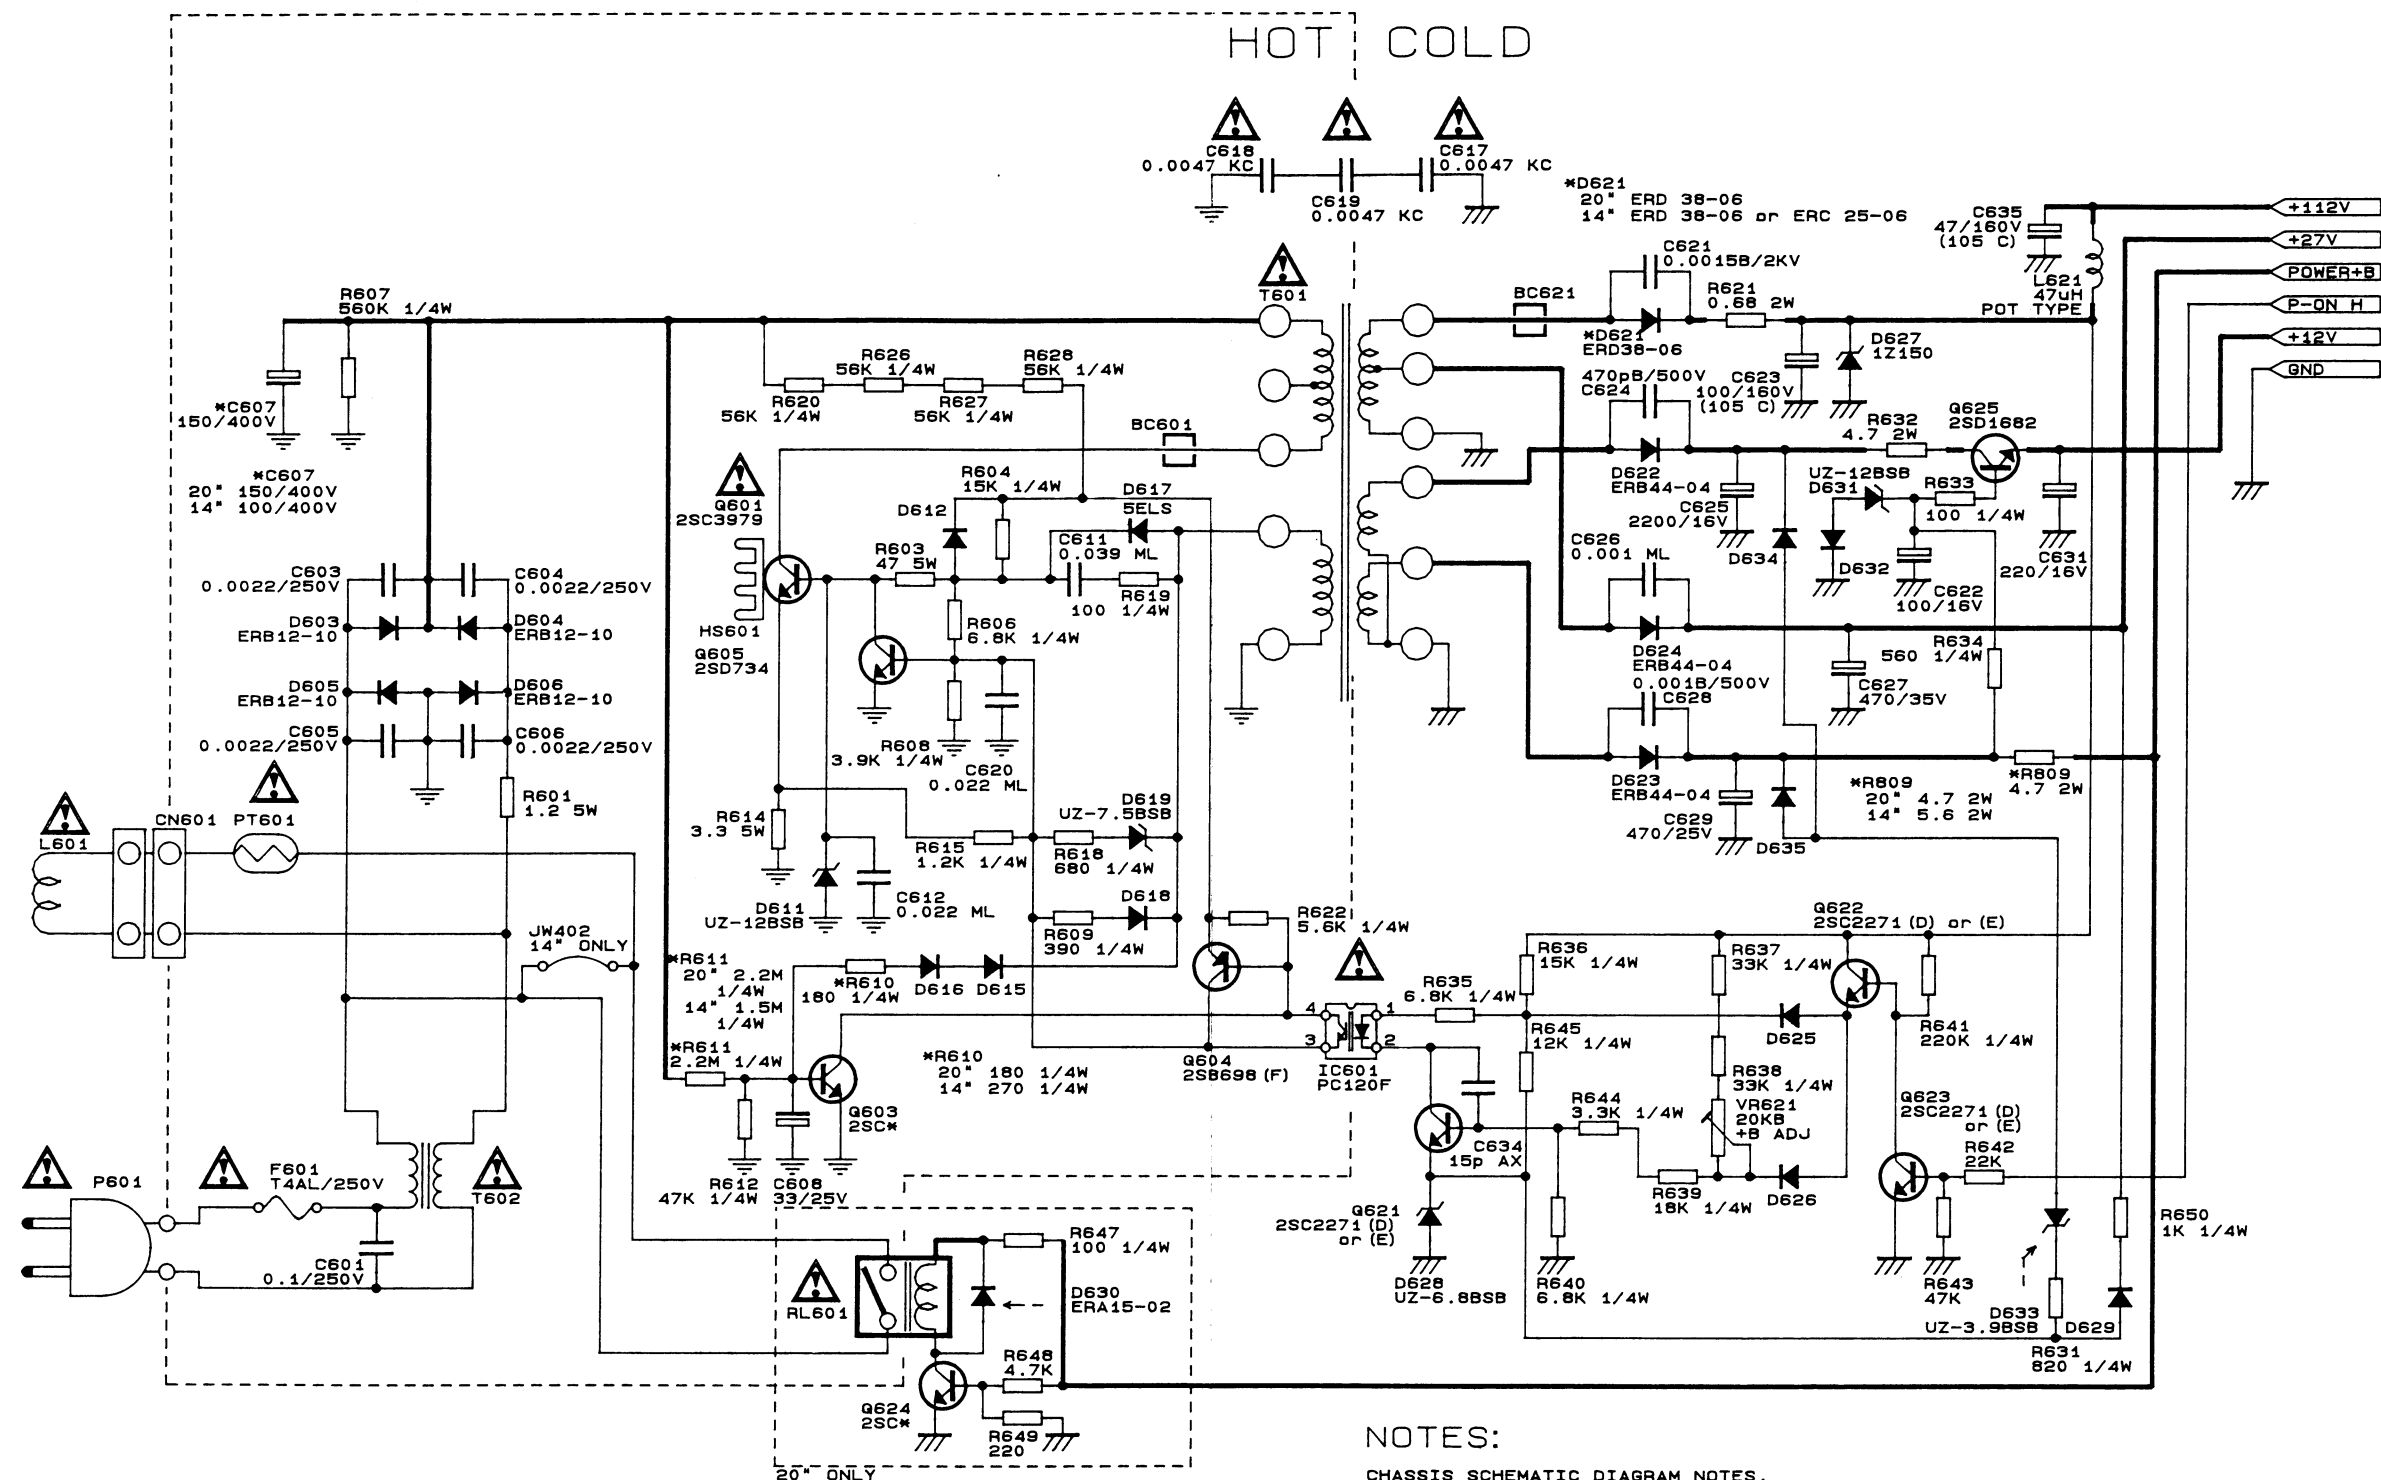 HOT COLD
C618
0.0047 KC
C617
0.0047 KC
C619
0.0047 KC
*D621
20" ERD 38-06
14" ERD 38-06 or ERC 25-06
C635
47/160V
(105 C)
+112V
+27V
POWER+B
P-ON H
+12V
GND
L621
47uH
POT TYPE
T601
BC621
C621
0.0015B/2KV
R621
0.68 2W
*D621
ERD38-06
D627
1Z150
C623
100/160V
(105 C)
R607
560K 1/4W
*C607
150/400V
*C607
20" 150/400V
14" 100/400V
R626
56K 1/4W
R628
56K 1/4W
R620
56K 1/4W
R627
56K 1/4W
BC601
470pB/500V
C624
D622
ERB44-04
R632
4.7 2W
Q625
2SD1682
UZ-12BSB
D631
R633
100 1/4W
C625
2200/16V
D634
D632
C622
100/16V
C631
220/16V
Q601
2SC3979
HS601
R604
15K 1/4W
D617
5ELS
D612
C611
0.039 ML
R603
47 5W
100
R619
1/4W
R606
6.8K 1/4W
Q605
2SD734
C626
0.001 ML
D624
ERB44-04
R634
560 1/4W
C627
470/35V
0.001B/500V
C628
D623
ERB44-04
C629
470/25V
D635
*R809
4.7 2W
*R809
20" 4.7 2W
14" 5.6 2W
C603
0.0022/250V
C604
0.0022/250V
D603
ERB12-10
D604
ERB12-10
D605
ERB12-10
D606
ERB12-10
C605
0.0022/250V
C606
0.0022/250V
R601
1.2 5W
R608
3.9K 1/4W
C620
0.022 ML
R614
3.3 5W
D619
UZ-7.5BSB
R615
1.2K 1/4W
R618
680 1/4W
D618
R609
390 1/4W
D611
UZ-12BSB
C612
0.022 ML
L601
CN601
PT601
JW402
14" ONLY
*R611
20" 2.2M
1/4W
14" 1.5M
1/4W
*R610
180 1/4W
D616
D615
*R611
2.2M 1/4W
*R610
20" 180 1/4W
14" 270 1/4W
Q603
2SC*
R612
47K 1/4W
C608
33/25V
R622
5.6K 1/4W
Q604
2SB698(F)
4
3
1
2
IC601
PC120F
R635
6.8K 1/4W
R636
15K 1/4W
R637
33K 1/4W
Q622
2SC2271(D) or (E)
R645
12K 1/4W
D625
R641
220K 1/4W
R638
33K 1/4W
VR621
20KB
+B ADJ
R644
3.3K 1/4W
C634
15p AX
Q623
2SC2271(D)
or (E)
R642
22K
R639
18K 1/4W
D626
Q621
2SC2271(D)
or (E)
D628
UZ-6.8BSB
R640
6.8K 1/4W
R643
47K
R650
1K 1/4W
D633
UZ-3.9BSB
D629
R631
820 1/4W
P601
F601
T4AL/250V
T602
C601
0.1/250V
RL601
R647
100 1/4W
D630
ERA15-02
R648
4.7K
Q624
2SC*
R649
220
20" ONLY
NOTES:
CHASSIS SCHEMATIC DIAGRAM NOTES.